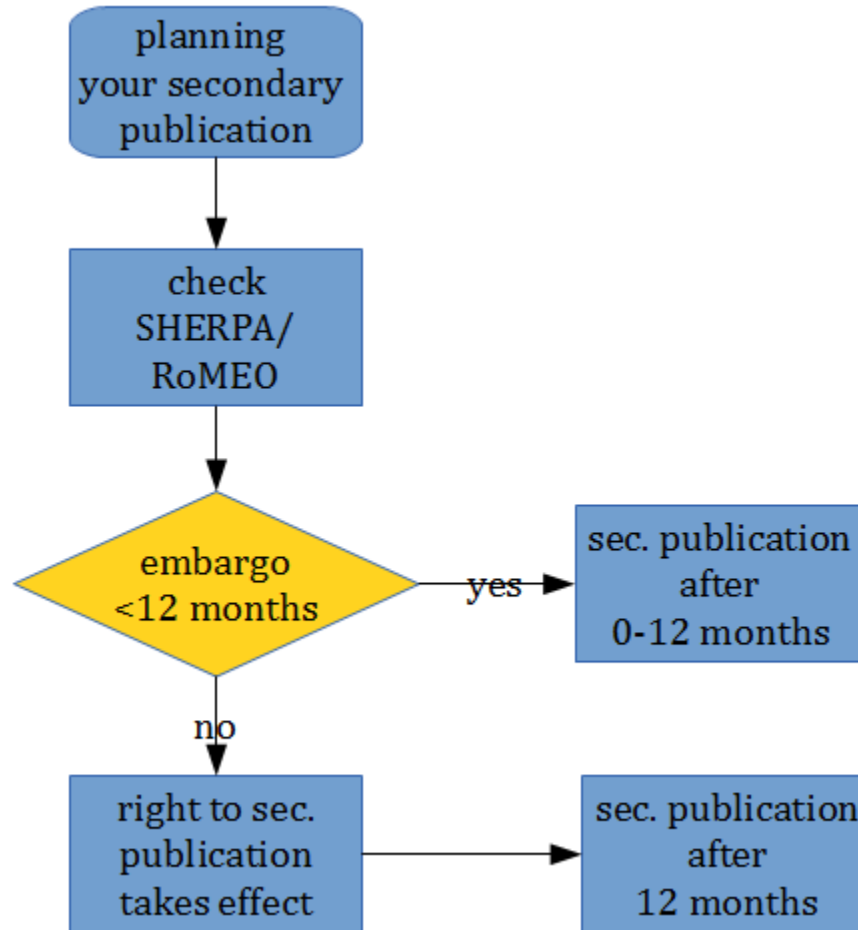 planning
your secondary
publication
check
SHERPA/
RoMEO
embargo
<12 months
yes
sec. publication
after
0-12 months
no
right to sec.
publication
takes effect
sec. publication
after
12 months